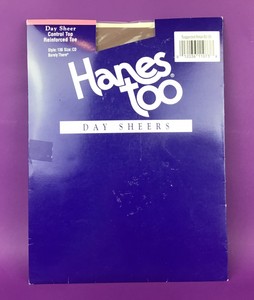 Day Sheer
Control Top
Reinforced Toe
Hanes
too
®
DAY SHEERS